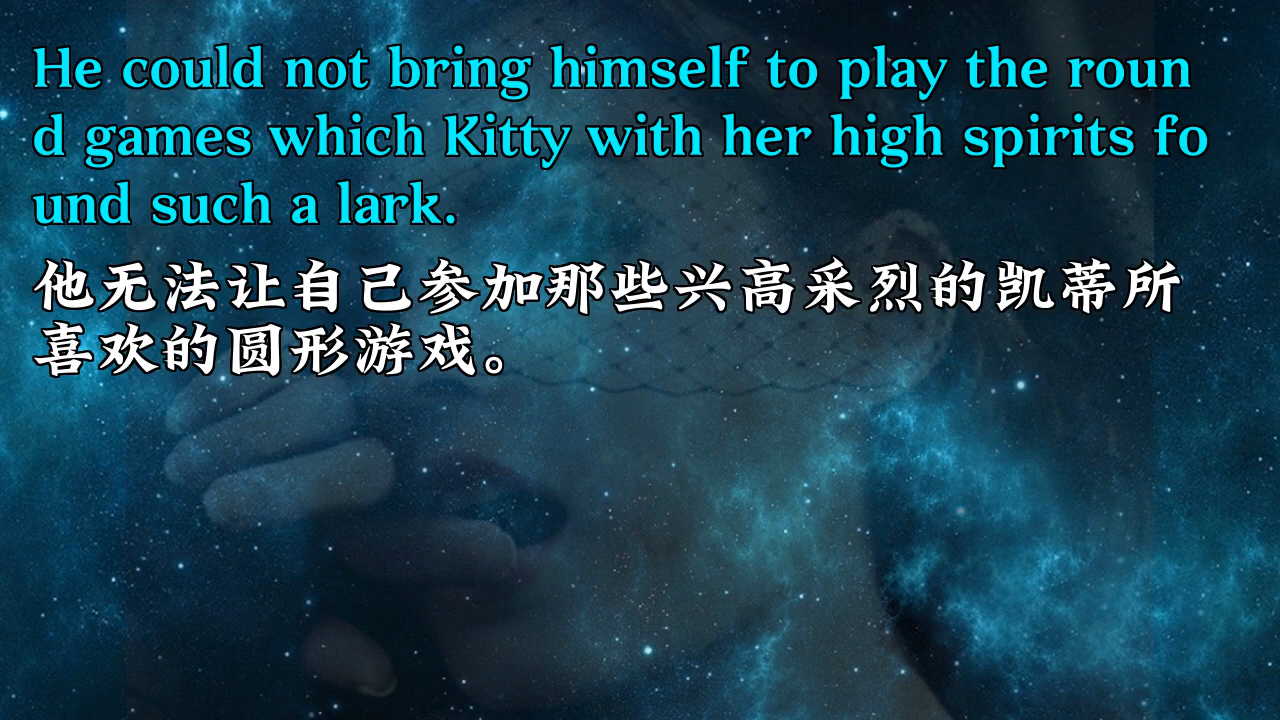 He could not bring himself to play the roun
d games which Kitty with her high spirits fo
und such a lark.
他无法让自己参加那些兴高采烈的凯蒂所
喜欢的圆形游戏。